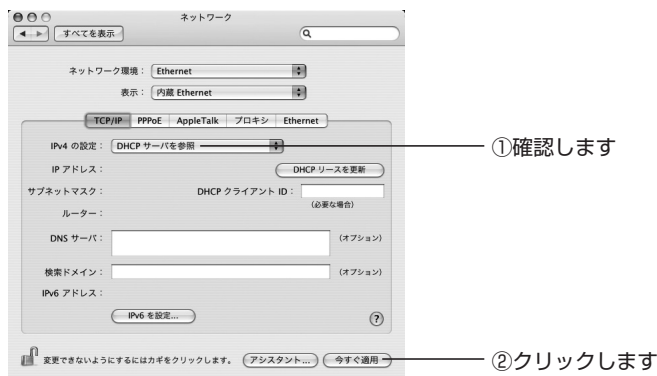 ネットワーク
すべてを表示
ネットワーク環境： Ethernet
表示： 内蔵 Ethernet
TCP/IP PPPoE AppleTalk プロキシ Ethernet
IPv4 の設定： DHCP サーバを参照 ①確認します
IP アドレス： DHCP リースを更新
サブネットマスク： DHCP クライアント ID：
（必要な場合）
ルーター：
DNS サーバ： （オプション）
検索ドメイン： （オプション）
IPv6 アドレス：
IPv6 を設定... ?
変更できないようにするにはカギをクリックします。 アシスタント... 今すぐ適用 ②クリックします